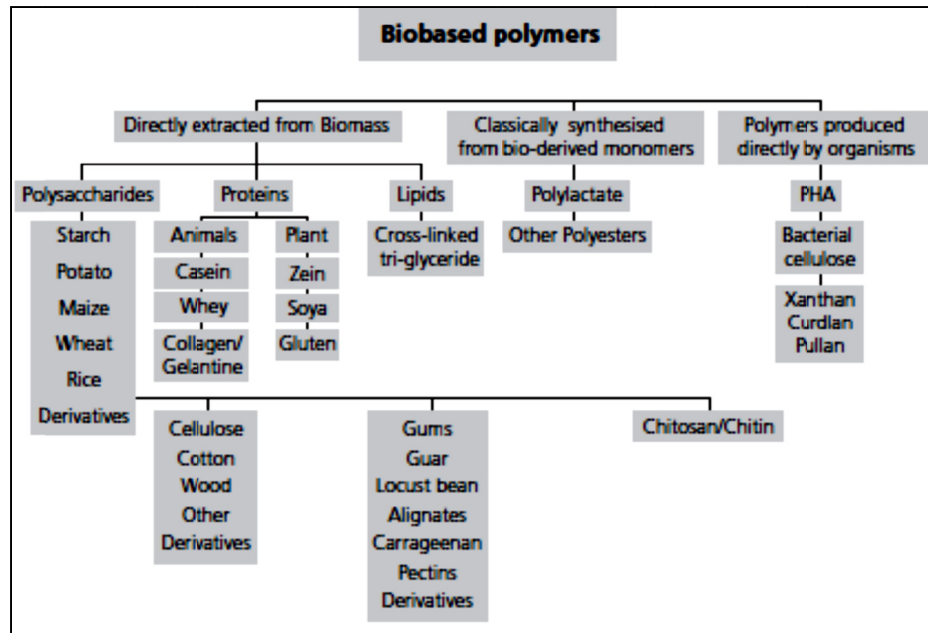 Biobased polymers
Directly extracted from Biomass
Classically synthesised
from bio-derived monomers
Polymers produced
directly by organisms
Polysaccharides
Proteins
Lipids
Polylactate
PHA
Starch
Potato
Maize
Wheat
Rice
Derivatives
Animals
Casein
Whey
Collagen/
Gelantine
Plant
Zein
Soya
Gluten
Cross-linked
tri-glyceride
Other Polyesters
Bacterial
cellulose
Xanthan
Curdlan
Pullan
Cellulose
Cotton
Wood
Other
Derivatives
Gums
Guar
Locust bean
Alignates
Carrageenan
Pectins
Derivatives
Chitosan/Chitin